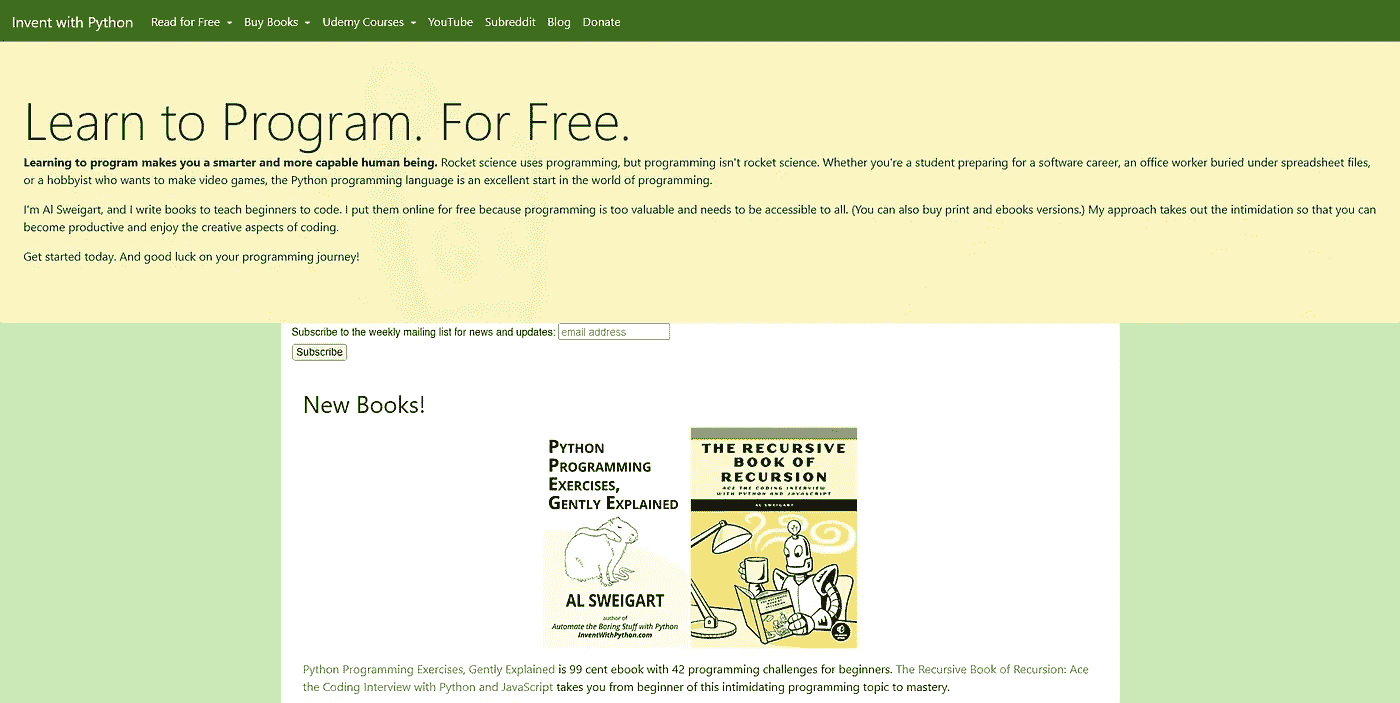 Invent with Python Read for Free Buy Books Udemy Courses YouTube Subreddit Blog Donate
Learn to Program. For Free.
Learning to program makes you a smarter and more capable human being. Rocket science uses programming, but programming isn't rocket science. Whether you're a student preparing for a software career, an office worker buried under spreadsheet files,
or a hobbyist who wants to make video games, the Python programming language is an excellent start in the world of programming.
I'm Al Sweigart, and I write books to teach beginners to code. I put them online for free because programming is too valuable and needs to be accessible to all. (You can also buy print and ebooks versions.) My approach takes out the intimidation so that you can
become productive and enjoy the creative aspects of coding.
Get started today. And good luck on your programming journey!
Subscribe to the weekly mailing list for news and updates: email address
Subscribe
New Books!
PYTHON
PROGRAMMING
EXERCISES,
GENTLY EXPLAINED
AL SWEIGART
author of
Automate the Boring Stuff with Python
InventWithPython.com
THE RECURSIVE
BOOK OF
RECURSION
ACE THE CODING INTERVIEW
WITH PYTHON AND JAVASCRIPT
AL SWEIGART
Python Programming Exercises, Gently Explained is 99 cent ebook with 42 programming challenges for beginners. The Recursive Book of Recursion: Ace
the Coding Interview with Python and JavaScript takes you from beginner of this intimidating programming topic to mastery.